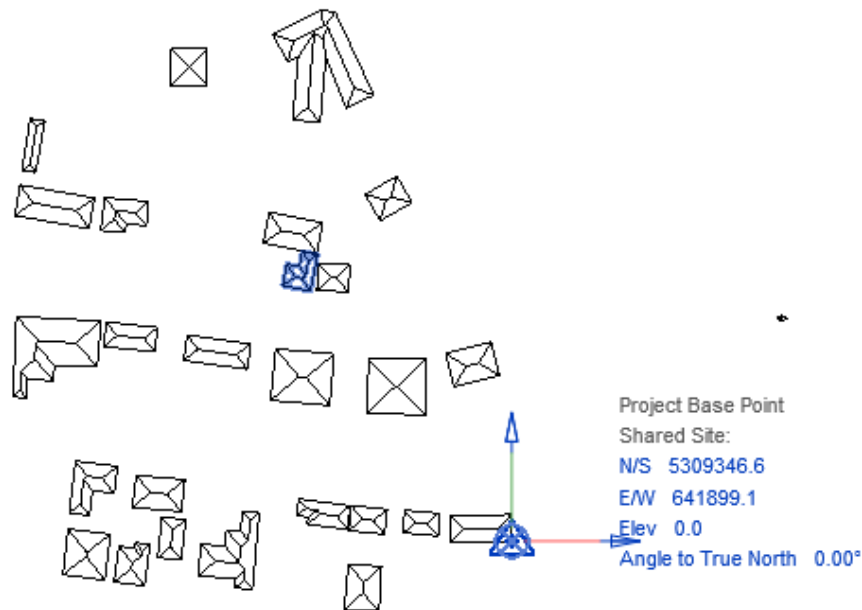 Project Base Point
Shared Site:
N/S 5309346.6
E/W 641899.1
Elev 0.0
Angle to True North 0.00°